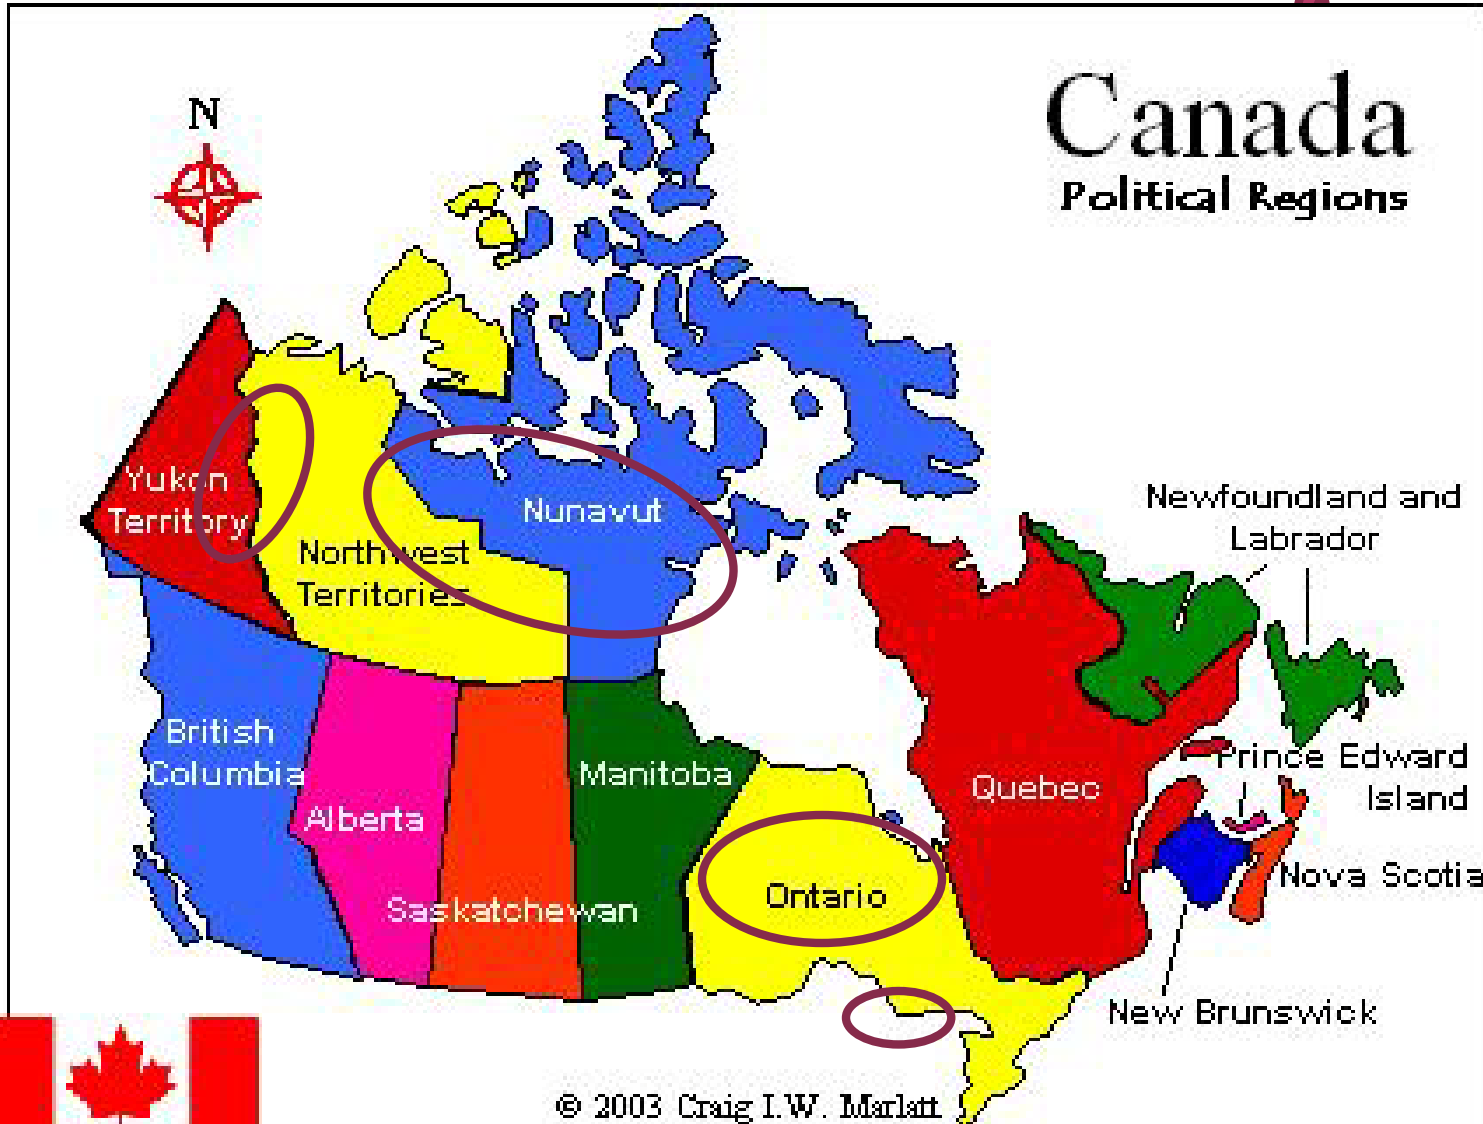 N
Canada
Political Regions
Yukon
Territory
Northwest
Territories
Nunavut
Newfoundland and
Labrador
British
Columbia
Alberta
Saskatchewan
Manitoba
Ontario
Quebec
Prince Edward
Island
Nova Scotia
New Brunswick
© 2003 Craig I.W. Marlatt